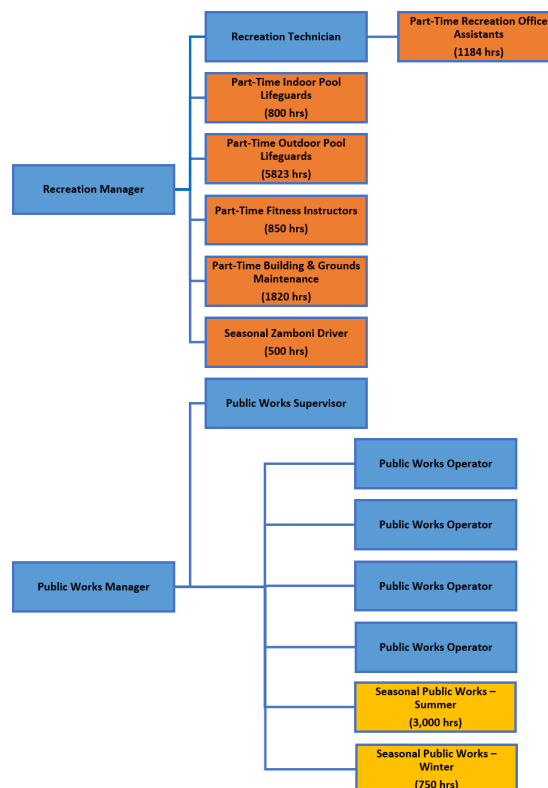 Recreation Technician
Part-Time Recreation Office
Assistants
(1184 hrs)
Part-Time Indoor Pool
Lifeguards
(800 hrs)
Part-Time Outdoor Pool
Lifeguards
(5823 hrs)
Recreation Manager
Part-Time Fitness Instructors
(850 hrs)
Part-Time Building & Grounds
Maintenance
(1820 hrs)
Seasonal Zamboni Driver
(500 hrs)
Public Works Supervisor
Public Works Operator
Public Works Operator
Public Works Manager
Public Works Operator
Public Works Operator
Seasonal Public Works –
Summer
(3,000 hrs)
Seasonal Public Works –
Winter
(750 hrs)